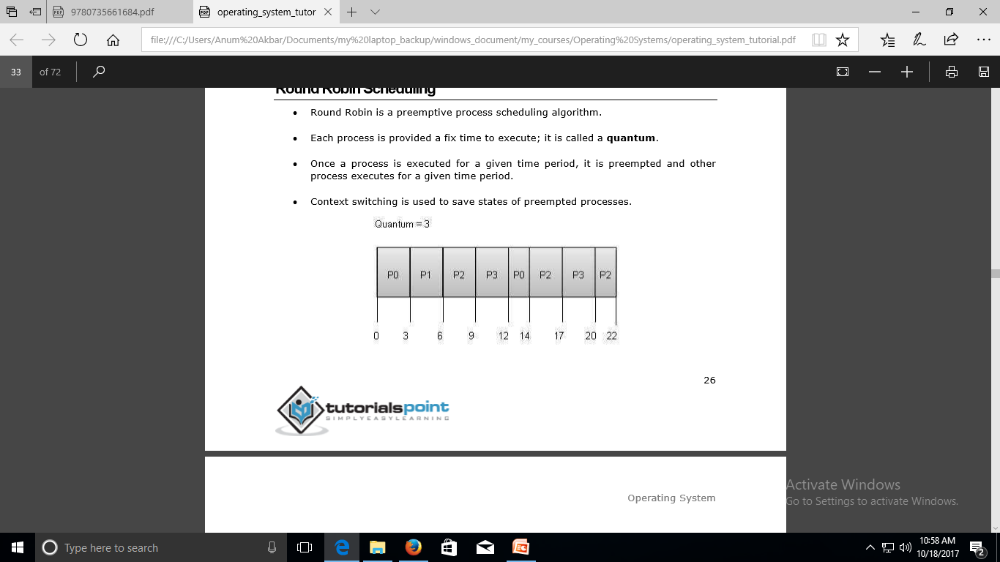 9780735661684.pdf
operating_system_tutor
file:///C:/Users/Anum%20Akbar/Documents/my%20laptop_backup/windows_document/my_courses/Operating%20Systems/operating_system_tutorial.pdf
33 of 72
Round Robin Scheduling
• Round Robin is a preemptive process scheduling algorithm.
• Each process is provided a fix time to execute; it is called a quantum.
• Once a process is executed for a given time period, it is preempted and other
process executes for a given time period.
• Context switching is used to save states of preempted processes.
Quantum = 3
P0 P1 P2 P3 P0 P2 P3 P2
0 3 6 9 12 14 17 20 22
26
tutorialspoint
SIMPLYEASYLEARNING
Activate Windows
Go to Settings to activate Windows.
Operating System
Type here to search
10:58 AM
10/18/2017
2